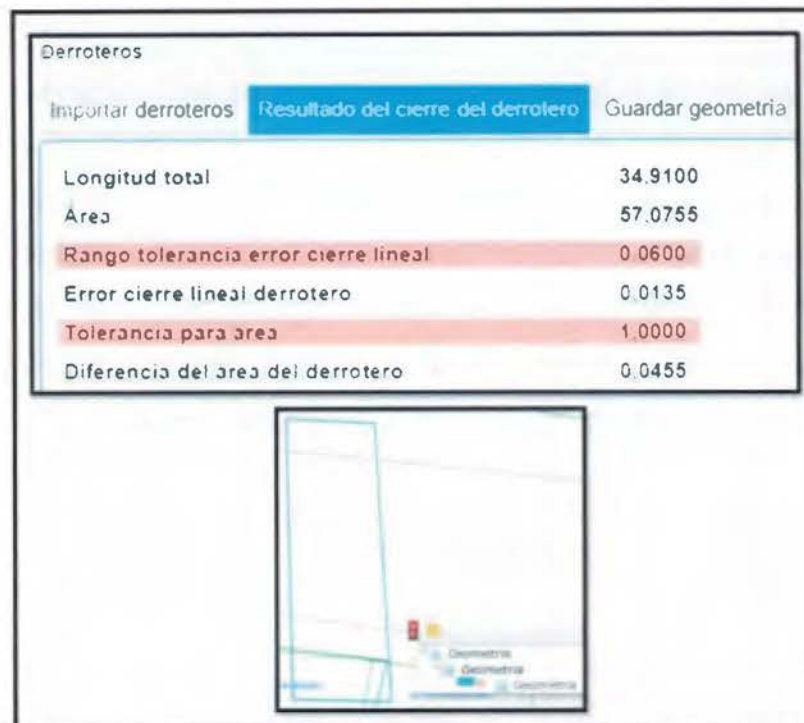 Derroteros
Importar derroteros Resultado del cierre del derrotero Guardar geometria
Longitud total 34.9100
Área 57.0755
Rango tolerancia error cierre lineal 0.0600
Error cierre lineal derrotero 0.0135
Tolerancia para area 1.0000
Diferencia del area del derrotero 0.0455
Geometria
Geometria
Geometria